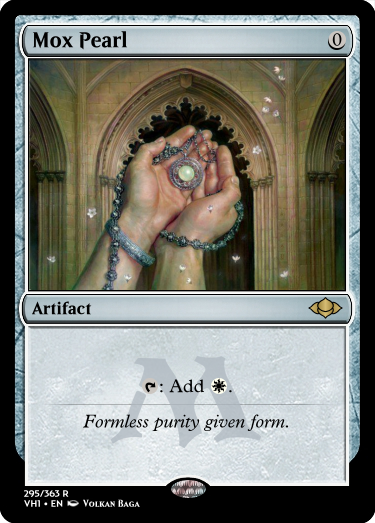 Mox Pearl 0
Artifact
: Add .
Formless purity given form.
295/363 R
VH1 • EN Volkan Baga